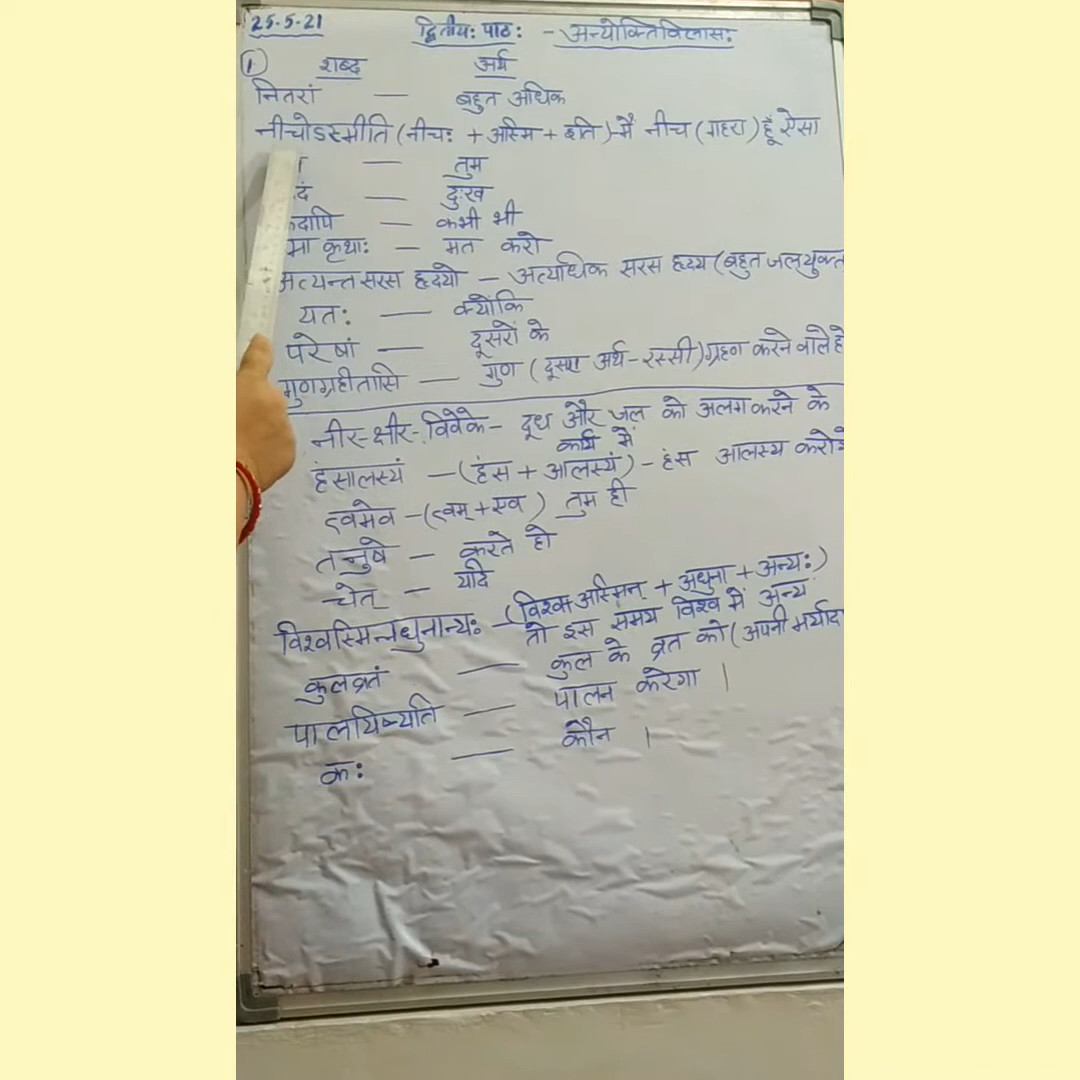 25.5.21 द्वितीयः पाठः - अन्योक्तिविलासः
① शब्द अर्थ
नितरां — बहुत अधिक
नीचोऽस्मीति (नीचः + अस्मि + इति) - मैं नीच (गहरा) हूँ ऐसा
— तुम
दं — दुःख
कदापि — कभी भी
मा कृथाः — मत करो
अत्यन्त सरस हृदयो — अत्यधिक सरस हृदय (बहुत जलयुक्त
यतः — क्योंकि
परेषां — दूसरों के
गुणग्रहीतासि — गुण (दूसरा अर्थ - रस्सी) ग्रहण करने वाले हो
नीर-क्षीर-विवेके - दूध और जल को अलग करने के
कार्य में
हंसालस्यं — (हंस + आलस्यं) - हंस आलस्य करोगे
त्वमेव - (त्वम् + एव) तुम ही
तनुषे — करते हो
चेत् — यदि
विश्वस्मिन्नधुनान्यः - (विश्व अस्मिन् + अधुना + अन्यः)
तो इस समय विश्व में अन्य
कुलव्रतं — कुल के व्रत को (अपनी मर्यादा
पालयिष्यति — पालन करेगा ।
कः — कौन ।